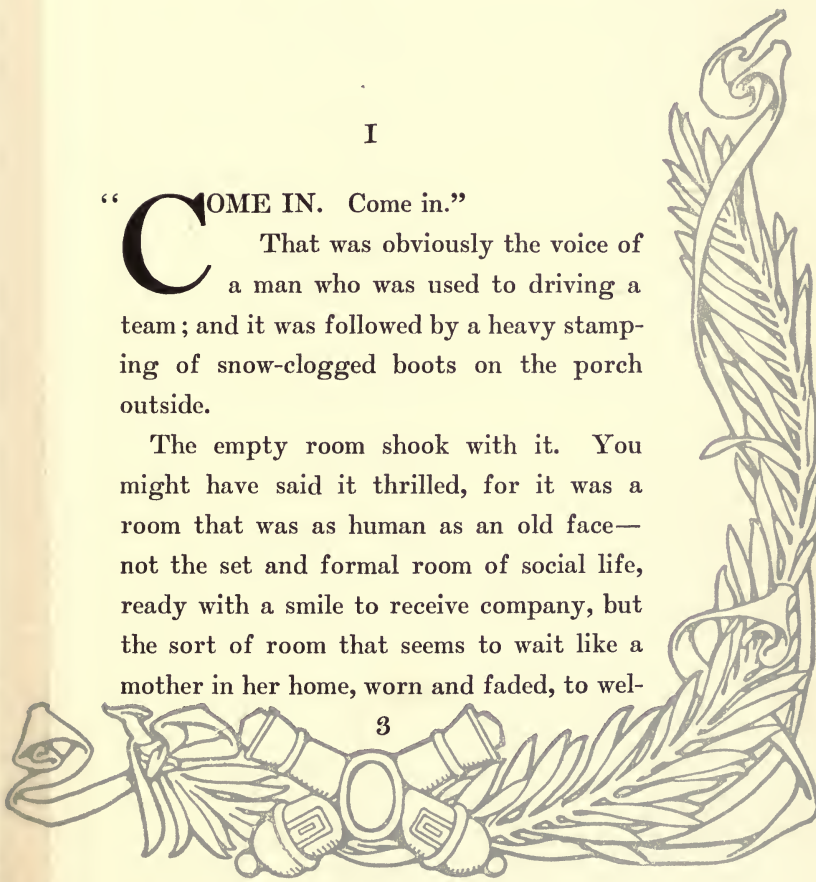 I
“COME IN. Come in.”
That was obviously the voice of
a man who was used to driving a
team; and it was followed by a heavy stamp-
ing of snow-clogged boots on the porch
outside.
The empty room shook with it. You
might have said it thrilled, for it was a
room that was as human as an old face—
not the set and formal room of social life,
ready with a smile to receive company, but
the sort of room that seems to wait like a
mother in her home, worn and faded, to wel-
3